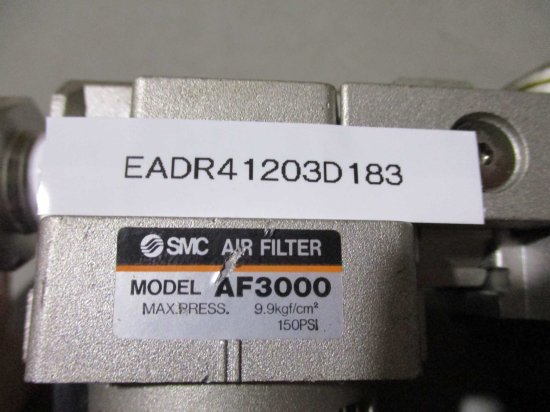 EADR41203D183
SMC AIR FILTER
MODEL AF3000
MAX.PRESS. 9.9kgf/cm²
150PSI